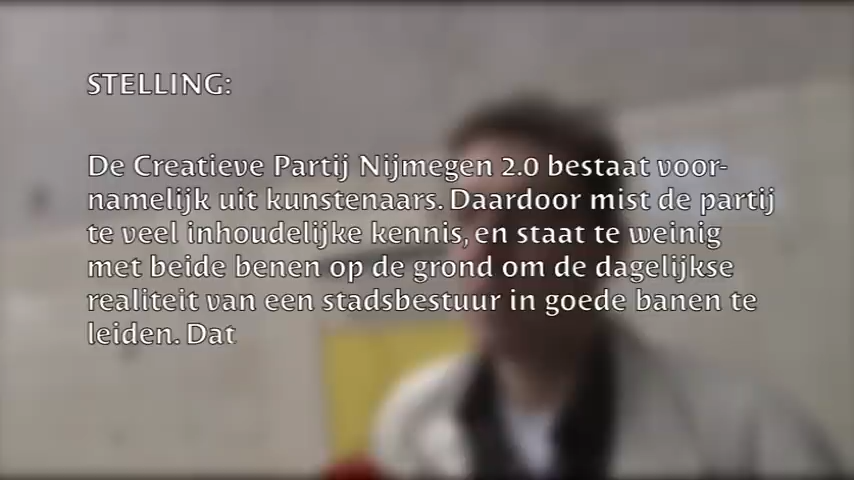 STELLING:
De Creatieve Partij Nijmegen 2.0 bestaat voor-
namelijk uit kunstenaars. Daardoor mist de partij
te veel inhoudelijke kennis, en staat te weinig
met beide benen op de grond om de dagelijkse
realiteit van een stadsbestuur in goede banen te
leiden. Dat